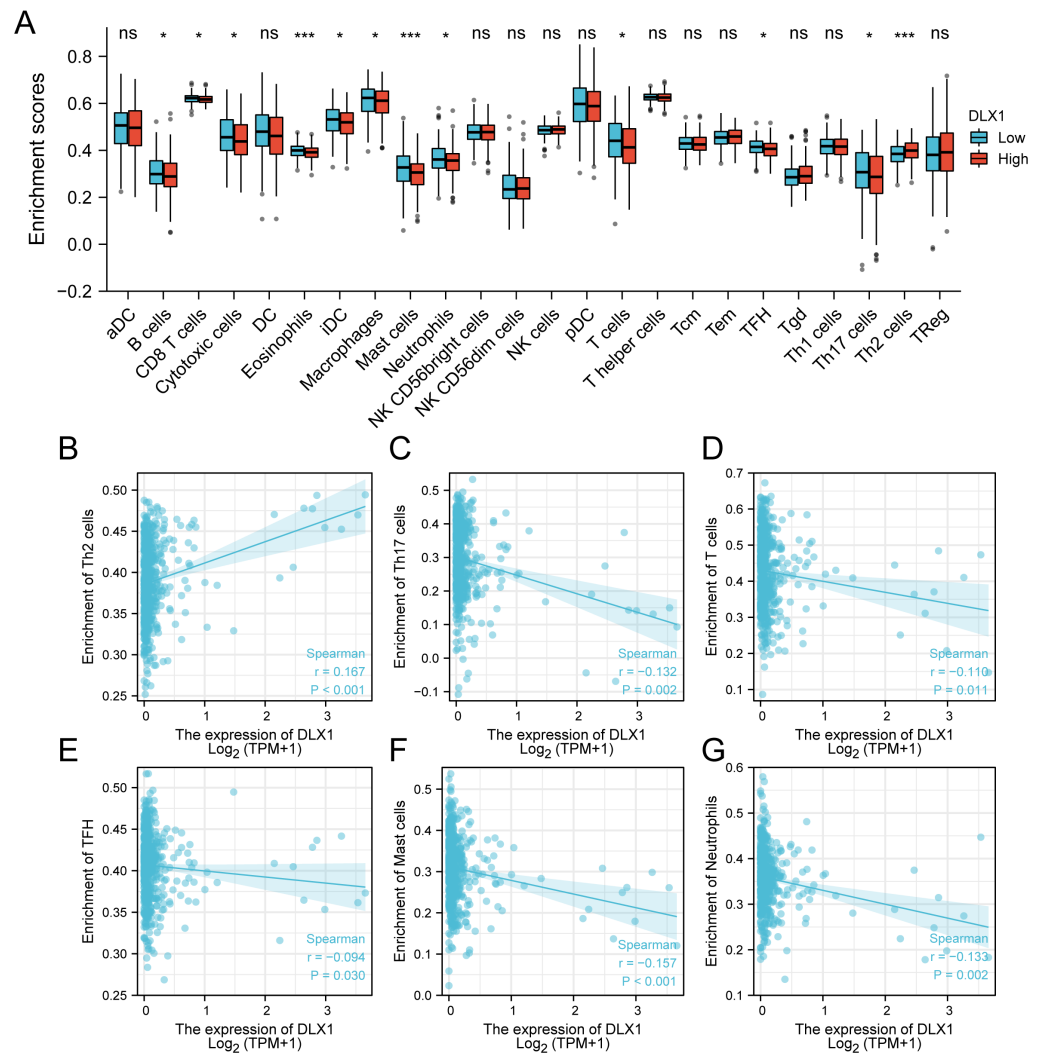 A
ns * * * ns *** * * *** * ns ns ns ns * ns ns ns * ns ns * *** ns
Enrichment scores
0.8
0.6
0.4
0.2
0.0
−0.2
DLX1
Low
High
aDC
B cells
CD8 T cells
Cytotoxic cells
DC
Eosinophils
iDC
Macrophages
Mast cells
Neutrophils
NK CD56bright cells
NK CD56dim cells
NK cells
pDC
T cells
T helper cells
Tcm
Tem
TFH
Tgd
Th1 cells
Th17 cells
Th2 cells
TReg
B
Enrichment of Th2 cells
0.50
0.45
0.40
0.35
0.30
0.25
Spearman
r = 0.167
P < 0.001
0 1 2 3
The expression of DLX1
Log2 (TPM+1)
C
Enrichment of Th17 cells
0.5
0.4
0.3
0.2
0.1
0.0
−0.1
Spearman
r = −0.132
P = 0.002
0 1 2 3
The expression of DLX1
Log2 (TPM+1)
D
Enrichment of T cells
0.7
0.6
0.5
0.4
0.3
0.2
0.1
Spearman
r = −0.110
P = 0.011
0 1 2 3
The expression of DLX1
Log2 (TPM+1)
E
Enrichment of TFH
0.50
0.45
0.40
0.35
0.30
0.25
Spearman
r = −0.094
P = 0.030
0 1 2 3
The expression of DLX1
Log2 (TPM+1)
F
Enrichment of Mast cells
0.5
0.4
0.3
0.2
0.1
0.0
Spearman
r = −0.157
P < 0.001
0 1 2 3
The expression of DLX1
Log2 (TPM+1)
G
Enrichment of Neutrophils
0.6
0.5
0.4
0.3
0.2
0.1
Spearman
r = −0.133
P = 0.002
0 1 2 3
The expression of DLX1
Log2 (TPM+1)